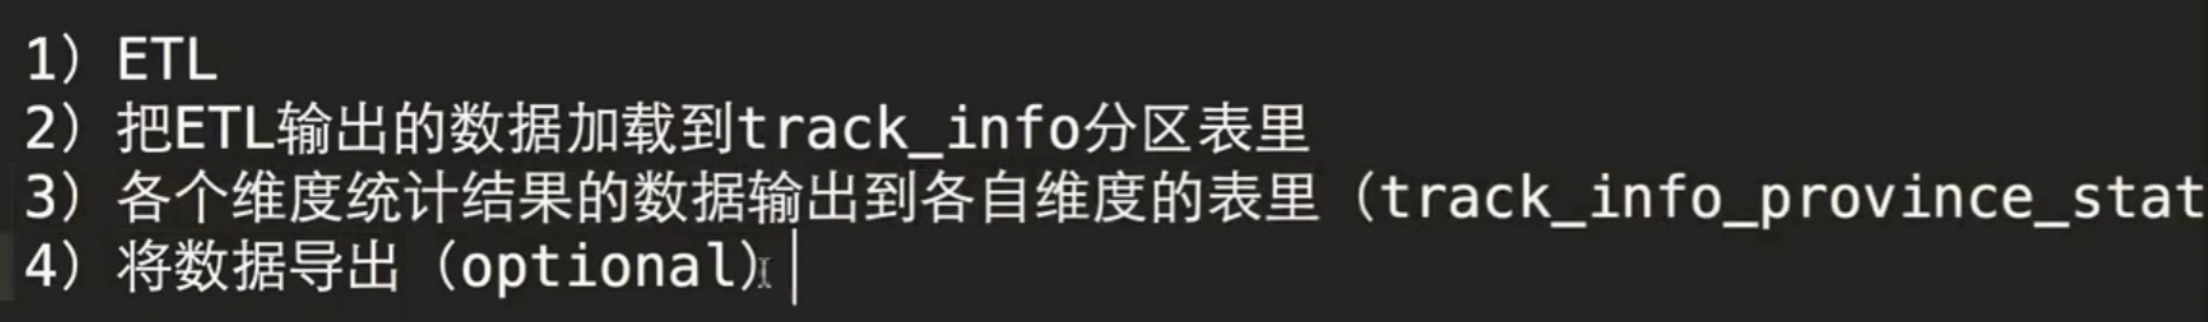 1) ETL
2) 把ETL输出的数据加载到track_info分区表里
3) 各个维度统计结果的数据输出到各自维度的表里（track_info_province_stat
4) 将数据导出（optional）